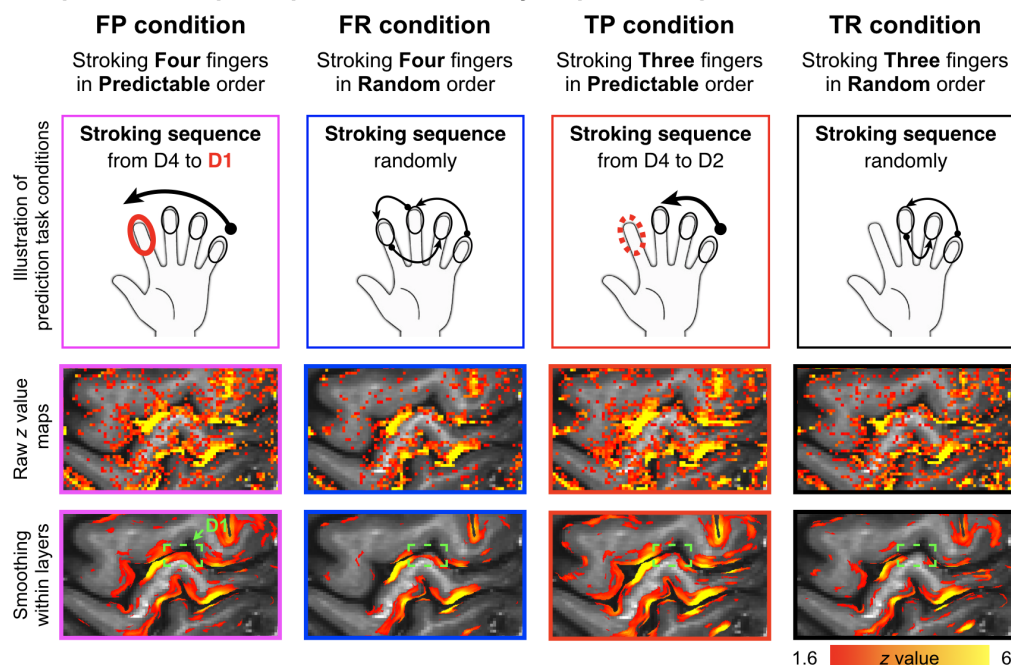 FP condition
Stroking Four fingers
in Predictable order
FR condition
Stroking Four fingers
in Random order
TP condition
Stroking Three fingers
in Predictable order
TR condition
Stroking Three fingers
in Random order
Illustration of
prediction task conditions
Stroking sequence
from D4 to D1
Stroking sequence
randomly
Stroking sequence
from D4 to D2
Stroking sequence
randomly
Raw z value
maps
Smoothing
within layers
D1
1.6
z value
6